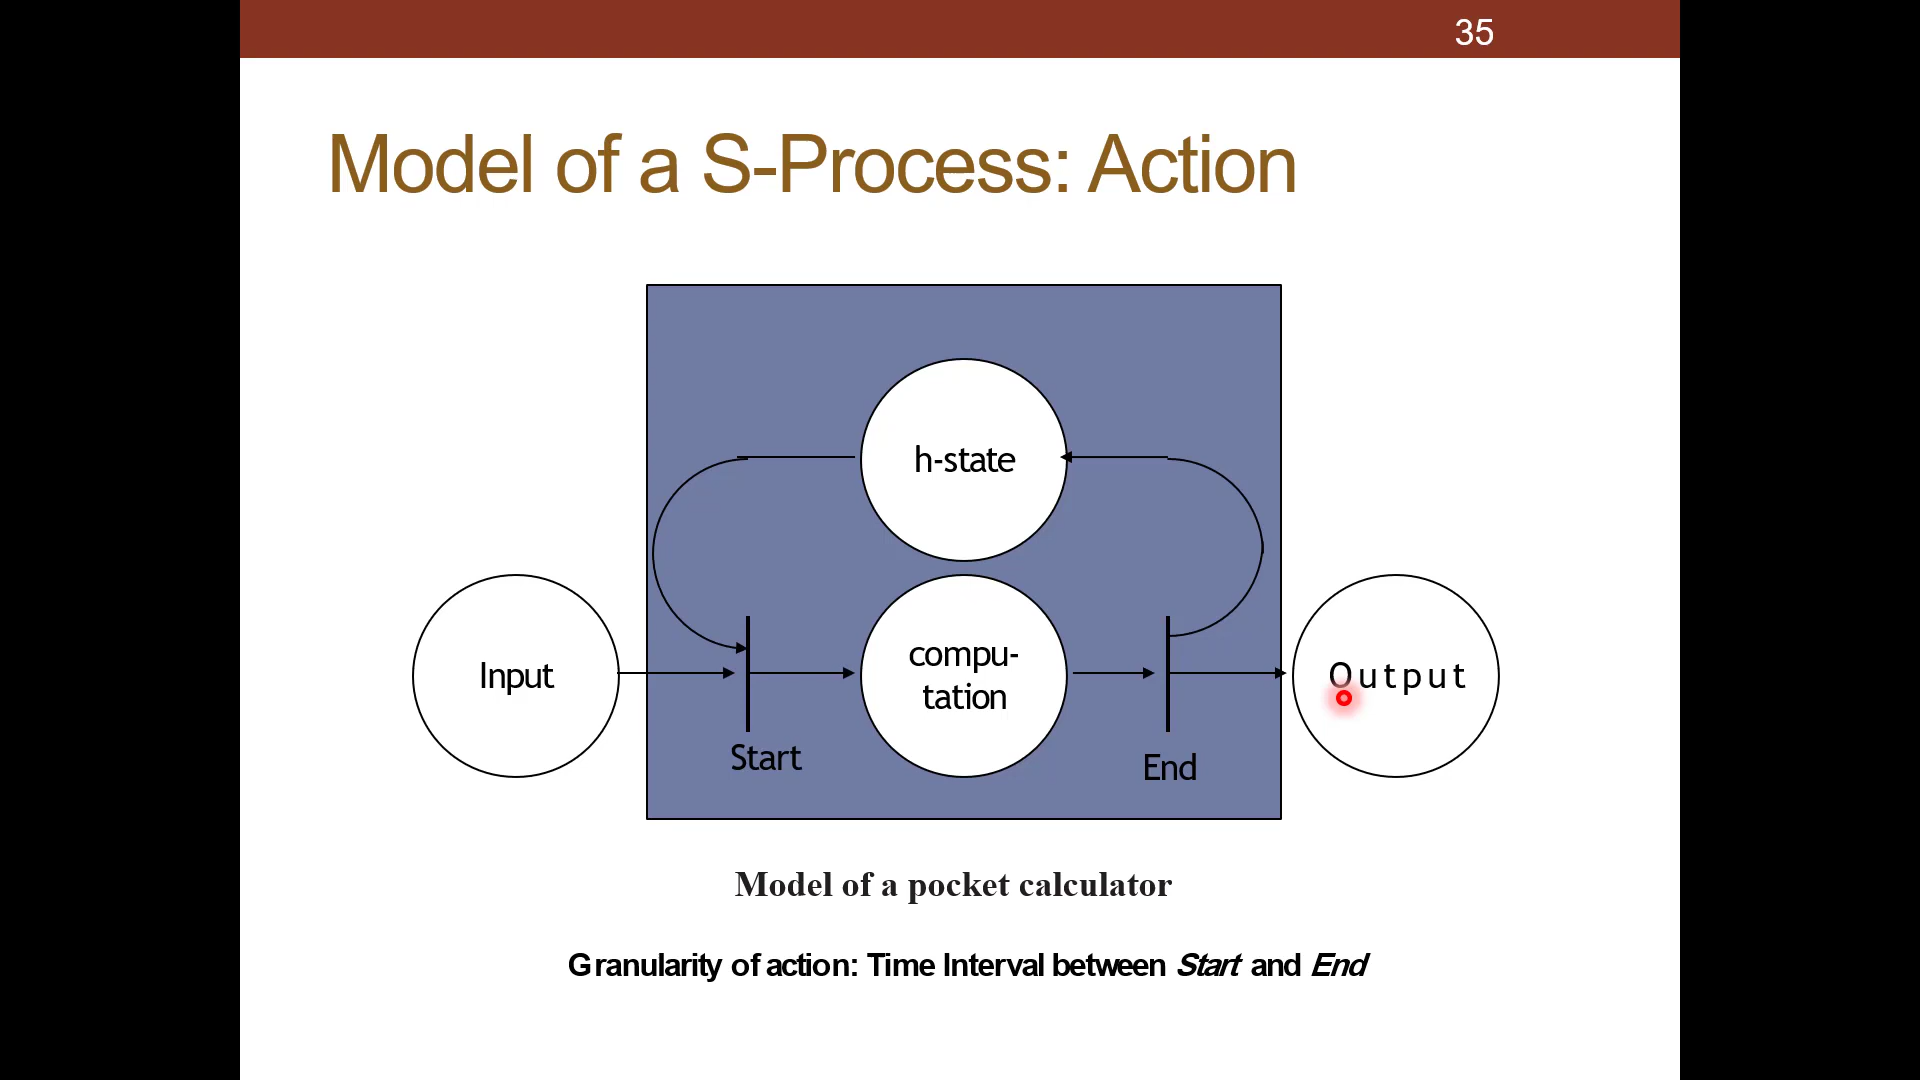 35
Model of a S-Process: Action
h-state
Input
compu-
tation
Output
Start
End
Model of a pocket calculator
Granularity of action: Time Interval between Start and End